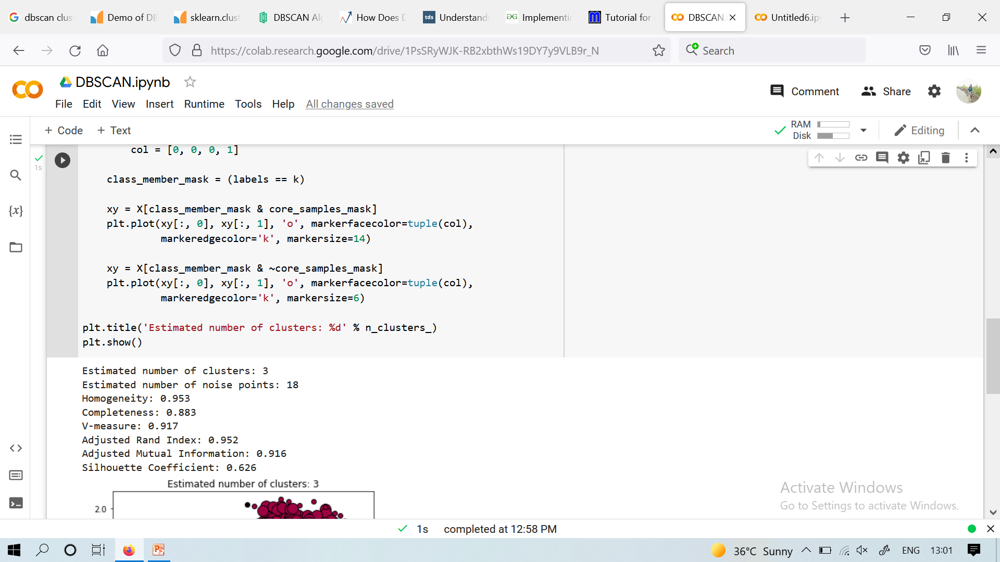 dbscan clus
Demo of DB
sklearn.clust
DBSCAN Alg
How Does D
tds
Understandi
Implementin
Tutorial for
DBSCAN.i
Untitled6.ipy
https://colab.research.google.com/drive/1PsSRyWJK-RB2xbthWs19DY7y9VLB9r_N
Search
DBSCAN.ipynb
Comment
Share
File Edit View Insert Runtime Tools Help All changes saved
+ Code + Text
RAM
Disk
Editing
col = [0, 0, 0, 1]
1s
class_member_mask = (labels == k)
{x}
xy = X[class_member_mask & core_samples_mask]
plt.plot(xy[:, 0], xy[:, 1], 'o', markerfacecolor=tuple(col),
markeredgecolor='k', markersize=14)
xy = X[class_member_mask & ~core_samples_mask]
plt.plot(xy[:, 0], xy[:, 1], 'o', markerfacecolor=tuple(col),
markeredgecolor='k', markersize=6)
plt.title('Estimated number of clusters: %d' % n_clusters_)
plt.show()
Estimated number of clusters: 3
Estimated number of noise points: 18
Homogeneity: 0.953
Completeness: 0.883
V-measure: 0.917
Adjusted Rand Index: 0.952
Adjusted Mutual Information: 0.916
Silhouette Coefficient: 0.626
Estimated number of clusters: 3
2.0
Activate Windows
Go to Settings to activate Windows.
1s completed at 12:58 PM
36°C Sunny
ENG
13:01